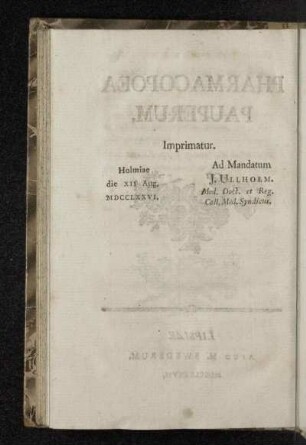 Imprimatur.
Holmiae
die XII Aug.
MDCCLXXVI.
Ad Mandatum
J. ULLHOLM.
Med. Doct. et Reg.
Coll. Med. Syndicus.